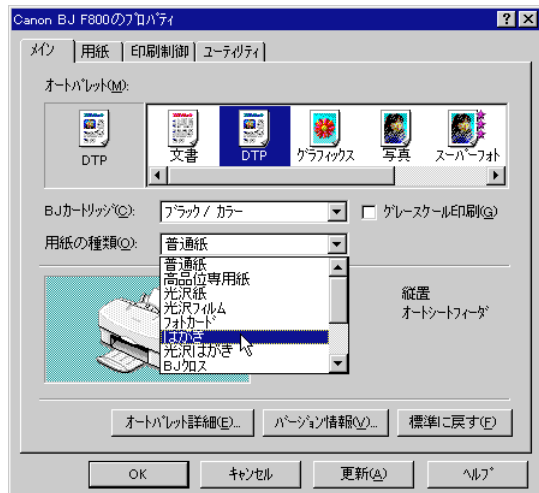 Canon BJ F800のﾌﾟﾛﾊﾟﾃｨ
ﾒｲﾝ 用紙 印刷制御 ﾕｰﾃｨﾘﾃｨ
ｵｰﾄﾊﾟﾚｯﾄ(M):
DTP 文書 DTP ｸﾞﾗﾌｨｯｸｽ 写真 ｽｰﾊﾟｰﾌｫﾄ
BJｶｰﾄﾘｯｼﾞ(C): ﾌﾞﾗｯｸ / ｶﾗｰ ｸﾞﾚｰｽｹｰﾙ印刷(G)
用紙の種類(O): 普通紙
普通紙
高品位専用紙
光沢紙
光沢ﾌｨﾙﾑ
ﾌｫﾄｶｰﾄﾞ
はがき
光沢はがき
BJｸﾛｽ
縦置
ｵｰﾄｼｰﾄﾌｨｰﾀﾞ
ｵｰﾄﾊﾟﾚｯﾄ詳細(E)... ﾊﾞｰｼﾞｮﾝ情報(V)... 標準に戻す(F)
OK ｷｬﾝｾﾙ 更新(A) ﾍﾙﾌﾟ